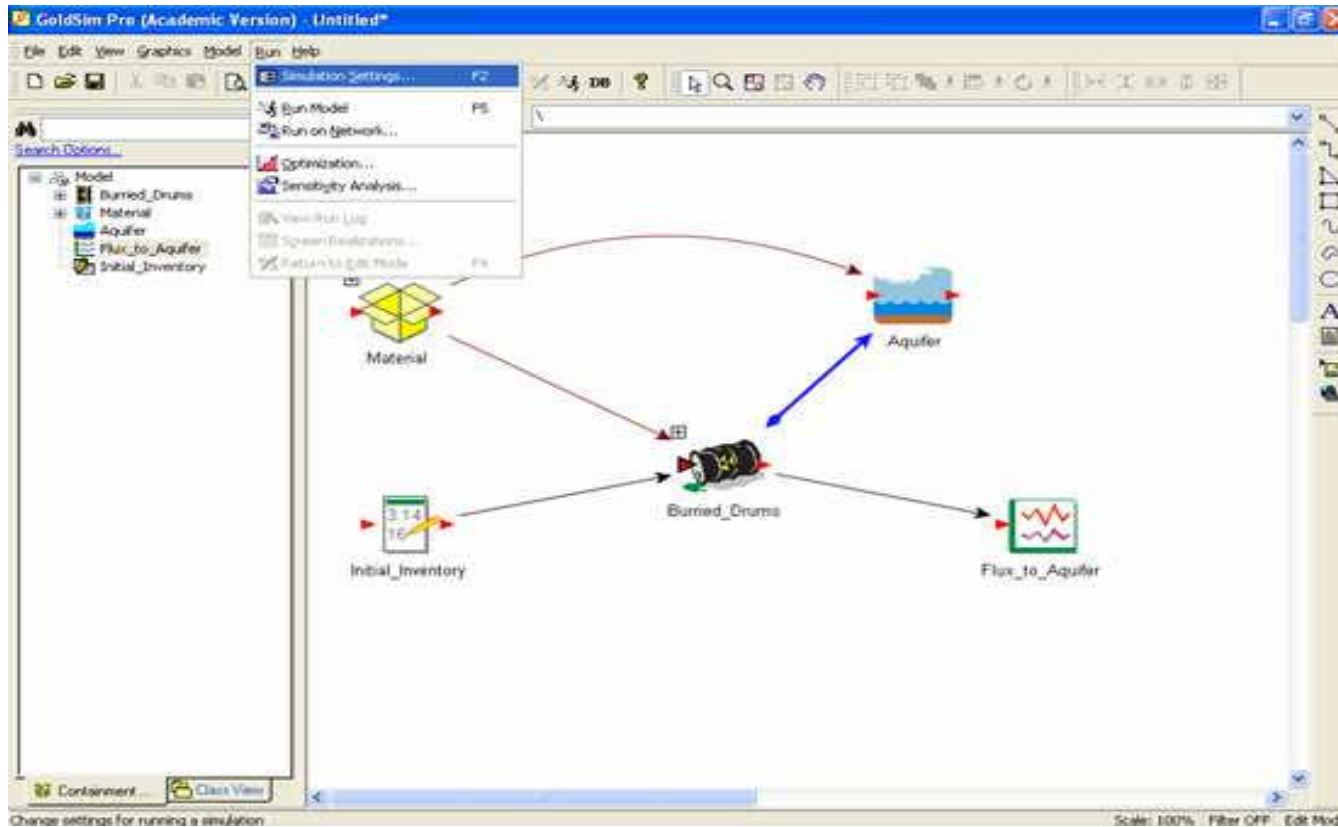 GoldSim Pro (Academic Version) - Untitled*
File Edit View Graphics Model Run Help
DB
Simulation Settings... F2
Run Model F5
Run on Network...
Optimization...
Sensitivity Analysis...
View Run Log
Screen Realizations...
Return to Edit Mode F4
\
Search Options...
Model
Burried_Drums
Material
Aquifer
Flux_to_Aquifer
Initial_Inventory
Material
Aquifer
Burried_Drums
3.14
16
Initial_Inventory
Flux_to_Aquifer
A
Containment...
Class View
Change settings for running a simulation
Scale: 100% Filter OFF Edit Mod